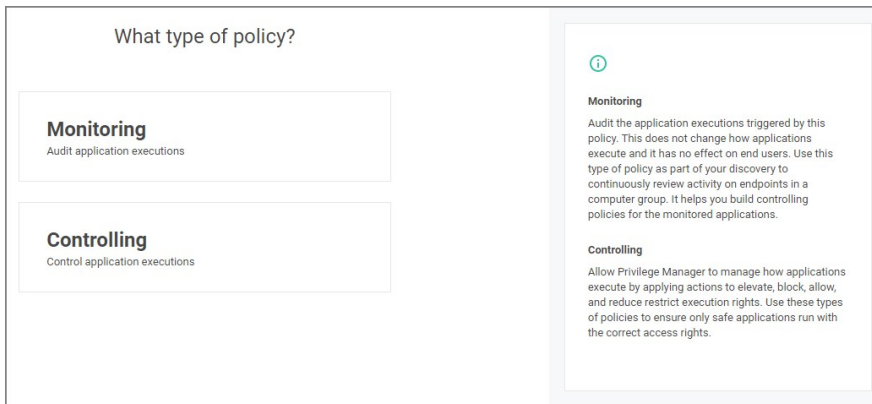 What type of policy?
Monitoring
Audit application executions
Controlling
Control application executions
Monitoring
Audit the application executions triggered by this
policy. This does not change how applications
execute and it has no effect on end users. Use this
type of policy as part of your discovery to
continuously review activity on endpoints in a
computer group. It helps you build controlling
policies for the monitored applications.
Controlling
Allow Privilege Manager to manage how applications
execute by applying actions to elevate, block, allow,
and reduce restrict execution rights. Use these types
of policies to ensure only safe applications run with
the correct access rights.